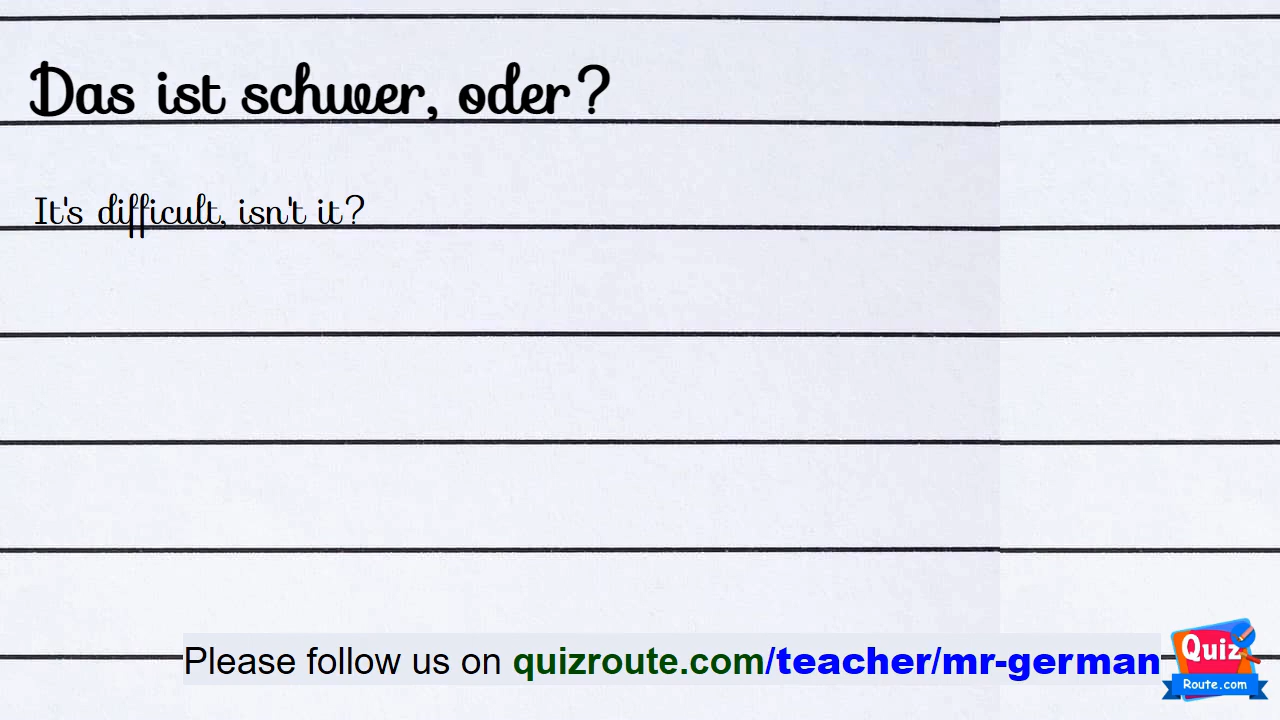 Das ist schwer, oder?
It's difficult, isn't it?
Please follow us on quizroute.com/teacher/mr-german
Quiz
Route.com